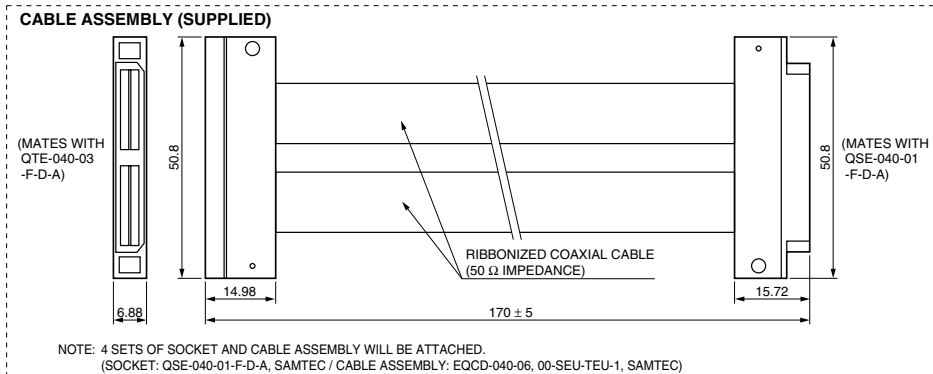 CABLE ASSEMBLY (SUPPLIED)
(MATES WITH
QTE-040-03
-F-D-A)
50.8
50.8
(MATES WITH
QSE-040-01
-F-D-A)
RIBBONIZED COAXIAL CABLE
(50 Ω IMPEDANCE)
6.88
14.98
15.72
170 ± 5
NOTE: 4 SETS OF SOCKET AND CABLE ASSEMBLY WILL BE ATTACHED.
(SOCKET: QSE-040-01-F-D-A, SAMTEC / CABLE ASSEMBLY: EQCD-040-06, 00-SEU-TEU-1, SAMTEC)